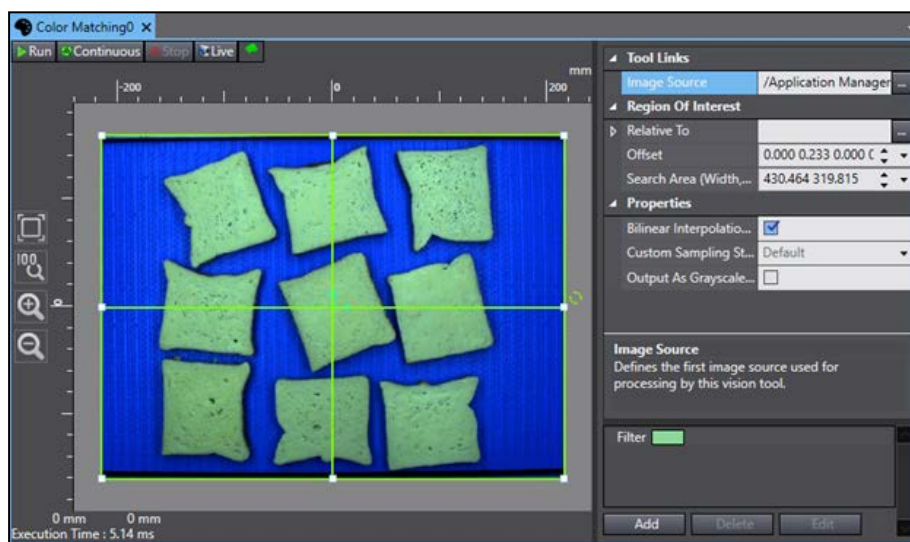 Color Matching0
Run Continuous Stop Live
mm
-200 0 200
0
100
0 mm 0 mm
Execution Time : 5.14 ms
Tool Links
Image Source /Application Manager ...
Region Of Interest
Relative To ...
Offset 0.000 0.233 0.000
Search Area (Width,... 430.464 319.815
Properties
Bilinear Interpolatio...
Custom Sampling St... Default
Output As Grayscale...
Image Source
Defines the first image source used for
processing by this vision tool.
Filter
Add Delete Edit